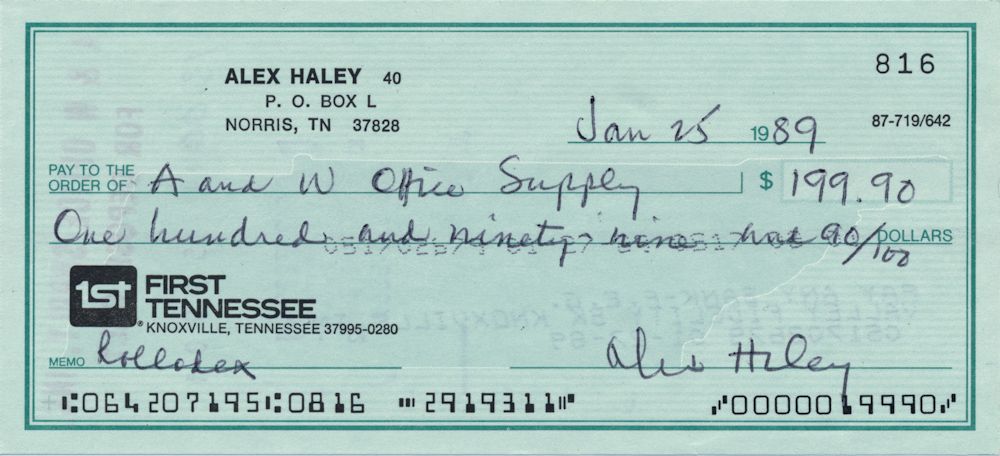 816
ALEX HALEY 40
P. O. BOX L
NORRIS, TN 37828
Jan 25 1989
87-719/642
PAY TO THE
ORDER OF A and W Office Supply $ 199.90
One hundred and ninety nine and 90/100 DOLLARS
1st FIRST
TENNESSEE
® KNOXVILLE, TENNESSEE 37995-0280
MEMO Rollodex Alex Haley
⑆064207195⑆0816 ⑈2919311⑈ ⑇0000019990⑇